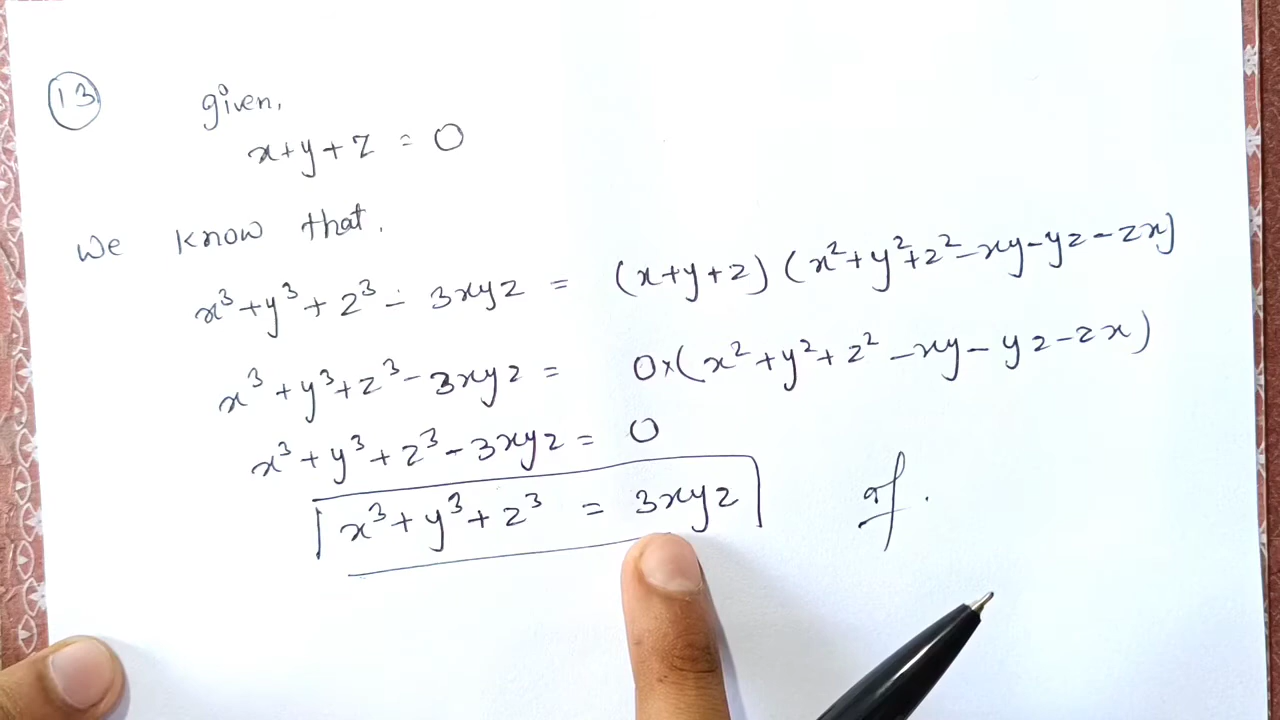 13
given,
x+y+z = 0
We know that,
x³+y³+z³ - 3xyz = (x+y+z) (x²+y²+z²-xy-yz-zx)
x³+y³+z³-3xyz = 0×(x²+y²+z²-xy-yz-zx)
x³+y³+z³-3xyz = 0
x³+y³+z³ = 3xyz